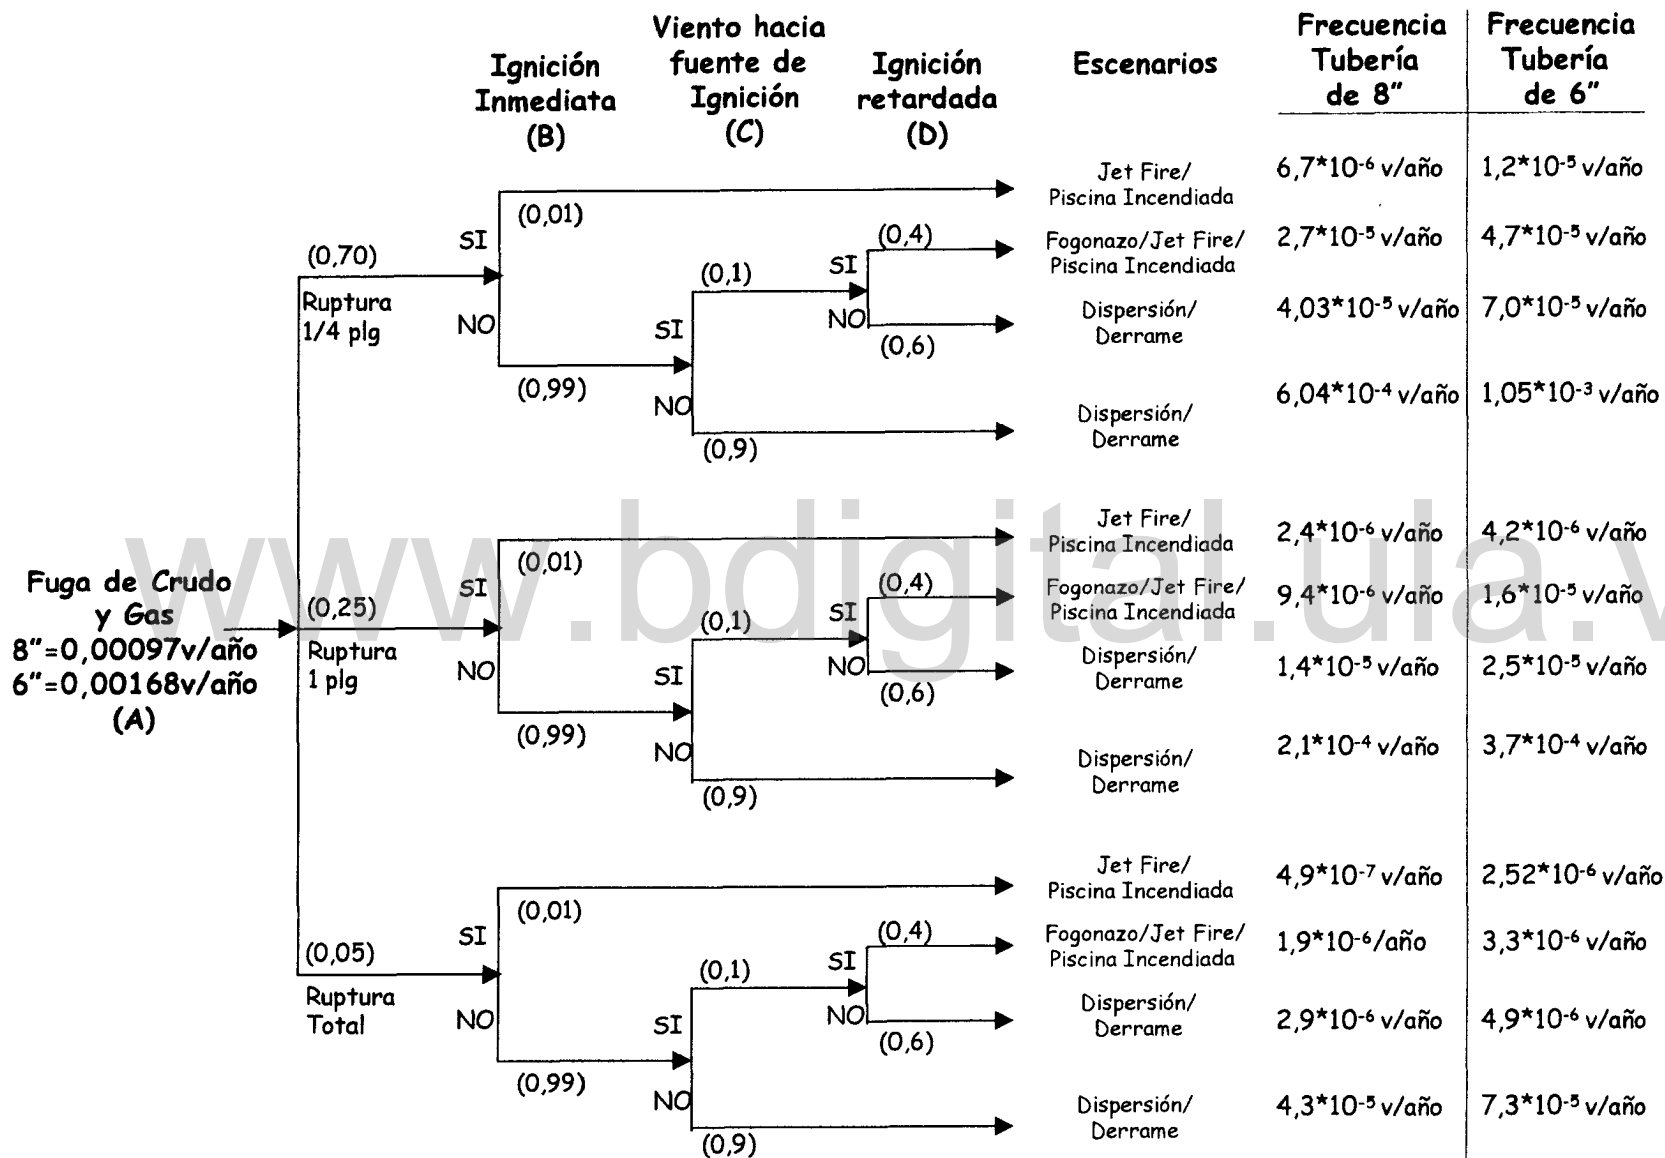 Ignición
Inmediata
(B)
Viento hacia
fuente de
Ignición
(C)
Ignición
retardada
(D)
Escenarios
Frecuencia
Tubería
de 8"
Frecuencia
Tubería
de 6"
Fuga de Crudo
y Gas
8"=0,00097v/año
6"=0,00168v/año
(A)
(0,70)
Ruptura
1/4 plg
SI
NO
(0,01)
(0,99)
SI
NO
(0,1)
(0,9)
SI
NO
(0,4)
(0,6)
Jet Fire/
Piscina Incendiada
6,7*10-6 v/año
1,2*10-5 v/año
Fogonazo/Jet Fire/
Piscina Incendiada
2,7*10-5 v/año
4,7*10-5 v/año
Dispersión/
Derrame
4,03*10-5 v/año
7,0*10-5 v/año
Dispersión/
Derrame
6,04*10-4 v/año
1,05*10-3 v/año
(0,25)
Ruptura
1 plg
SI
NO
(0,01)
(0,99)
SI
NO
(0,1)
(0,9)
SI
NO
(0,4)
(0,6)
Jet Fire/
Piscina Incendiada
2,4*10-6 v/año
4,2*10-6 v/año
Fogonazo/Jet Fire/
Piscina Incendiada
9,4*10-6 v/año
1,6*10-5 v/año
Dispersión/
Derrame
1,4*10-5 v/año
2,5*10-5 v/año
Dispersión/
Derrame
2,1*10-4 v/año
3,7*10-4 v/año
(0,05)
Ruptura
Total
SI
NO
(0,01)
(0,99)
SI
NO
(0,1)
(0,9)
SI
NO
(0,4)
(0,6)
Jet Fire/
Piscina Incendiada
4,9*10-7 v/año
2,52*10-6 v/año
Fogonazo/Jet Fire/
Piscina Incendiada
1,9*10-6/año
3,3*10-6 v/año
Dispersión/
Derrame
2,9*10-6 v/año
4,9*10-6 v/año
Dispersión/
Derrame
4,3*10-5 v/año
7,3*10-5 v/año
www.bdigital.ula.v